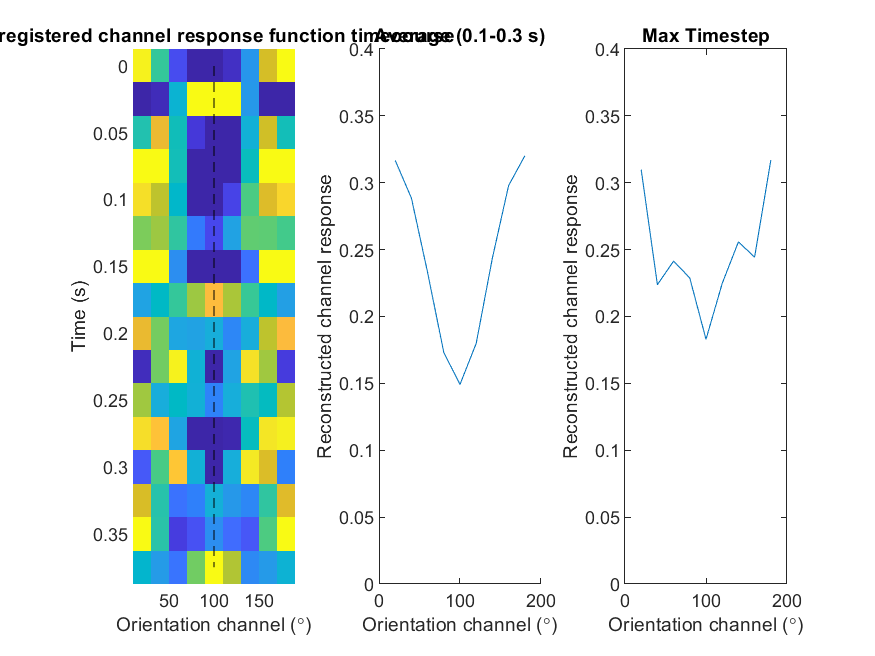 registered channel response function timecourse
Average (0.1-0.3 s)
Max Timestep
Time (s)
0
0.05
0.1
0.15
0.2
0.25
0.3
0.35
50 100 150
Orientation channel (°)
Reconstructed channel response
0.4
0.35
0.3
0.25
0.2
0.15
0.1
0.05
0
0 100 200
Orientation channel (°)
Reconstructed channel response
0.4
0.35
0.3
0.25
0.2
0.15
0.1
0.05
0
0 100 200
Orientation channel (°)